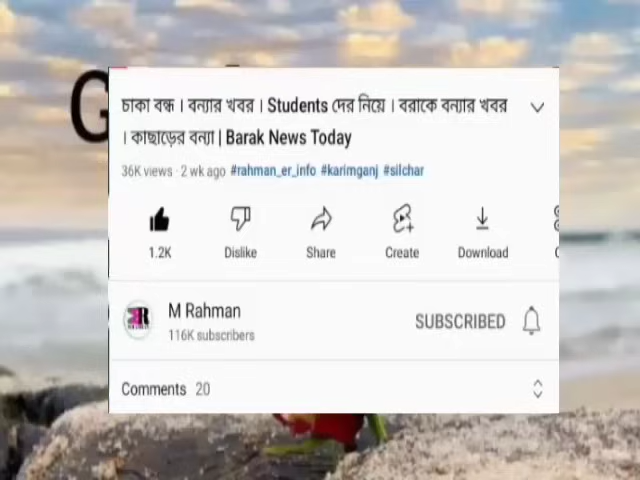 G
চাকা বন্ধ । বন্যার খবর । Students দের নিয়ে । বরাকে বন্যার খবর
। কাছাড়ের বন্যা | Barak News Today
36K views · 2 wk ago #rahman_er_info #karimganj #silchar
1.2K Dislike Share Create Download
M Rahman
116K subscribers
SUBSCRIBED
Comments 20